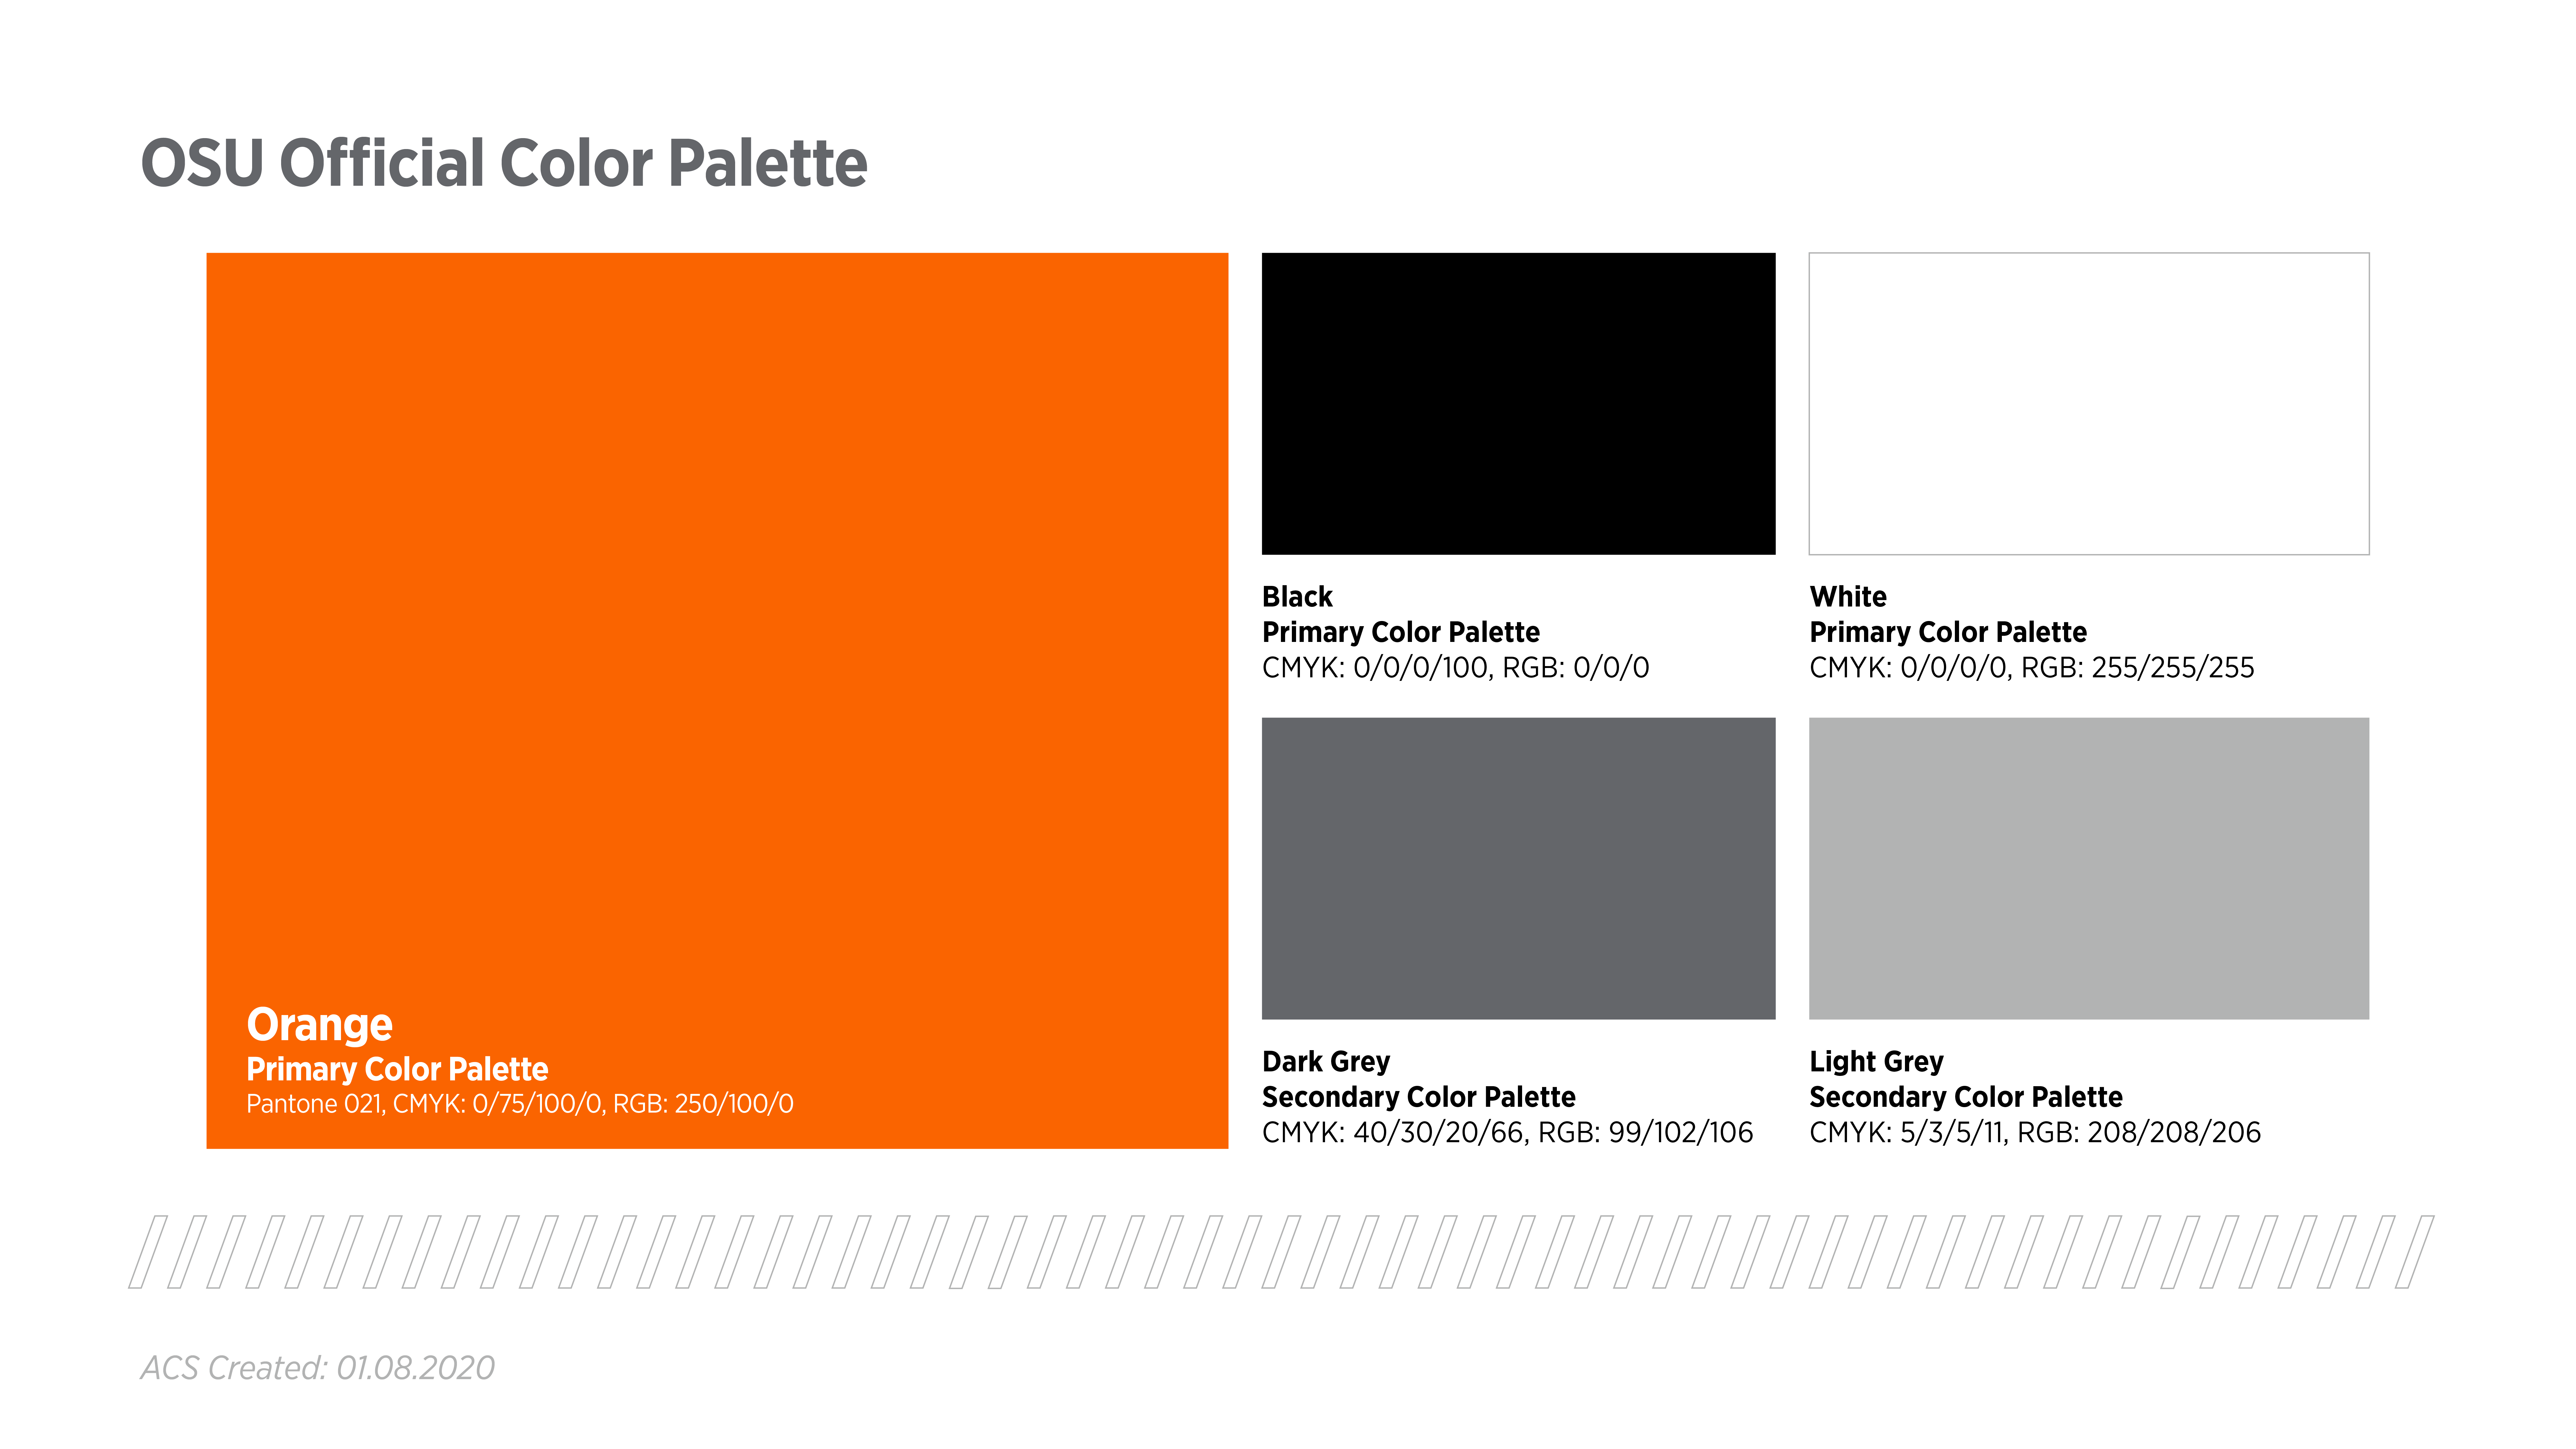 OSU Official Color Palette
Orange
Primary Color Palette
Pantone 021, CMYK: 0/75/100/0, RGB: 250/100/0
Black
Primary Color Palette
CMYK: 0/0/0/100, RGB: 0/0/0
White
Primary Color Palette
CMYK: 0/0/0/0, RGB: 255/255/255
Dark Grey
Secondary Color Palette
CMYK: 40/30/20/66, RGB: 99/102/106
Light Grey
Secondary Color Palette
CMYK: 5/3/5/11, RGB: 208/208/206
ACS Created: 01.08.2020